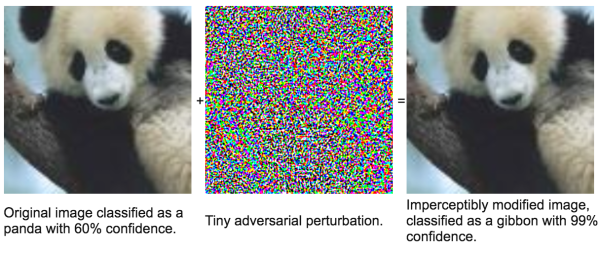 +
=
Original image classified as a
panda with 60% confidence.
Tiny adversarial perturbation.
Imperceptibly modified image,
classified as a gibbon with 99%
confidence.